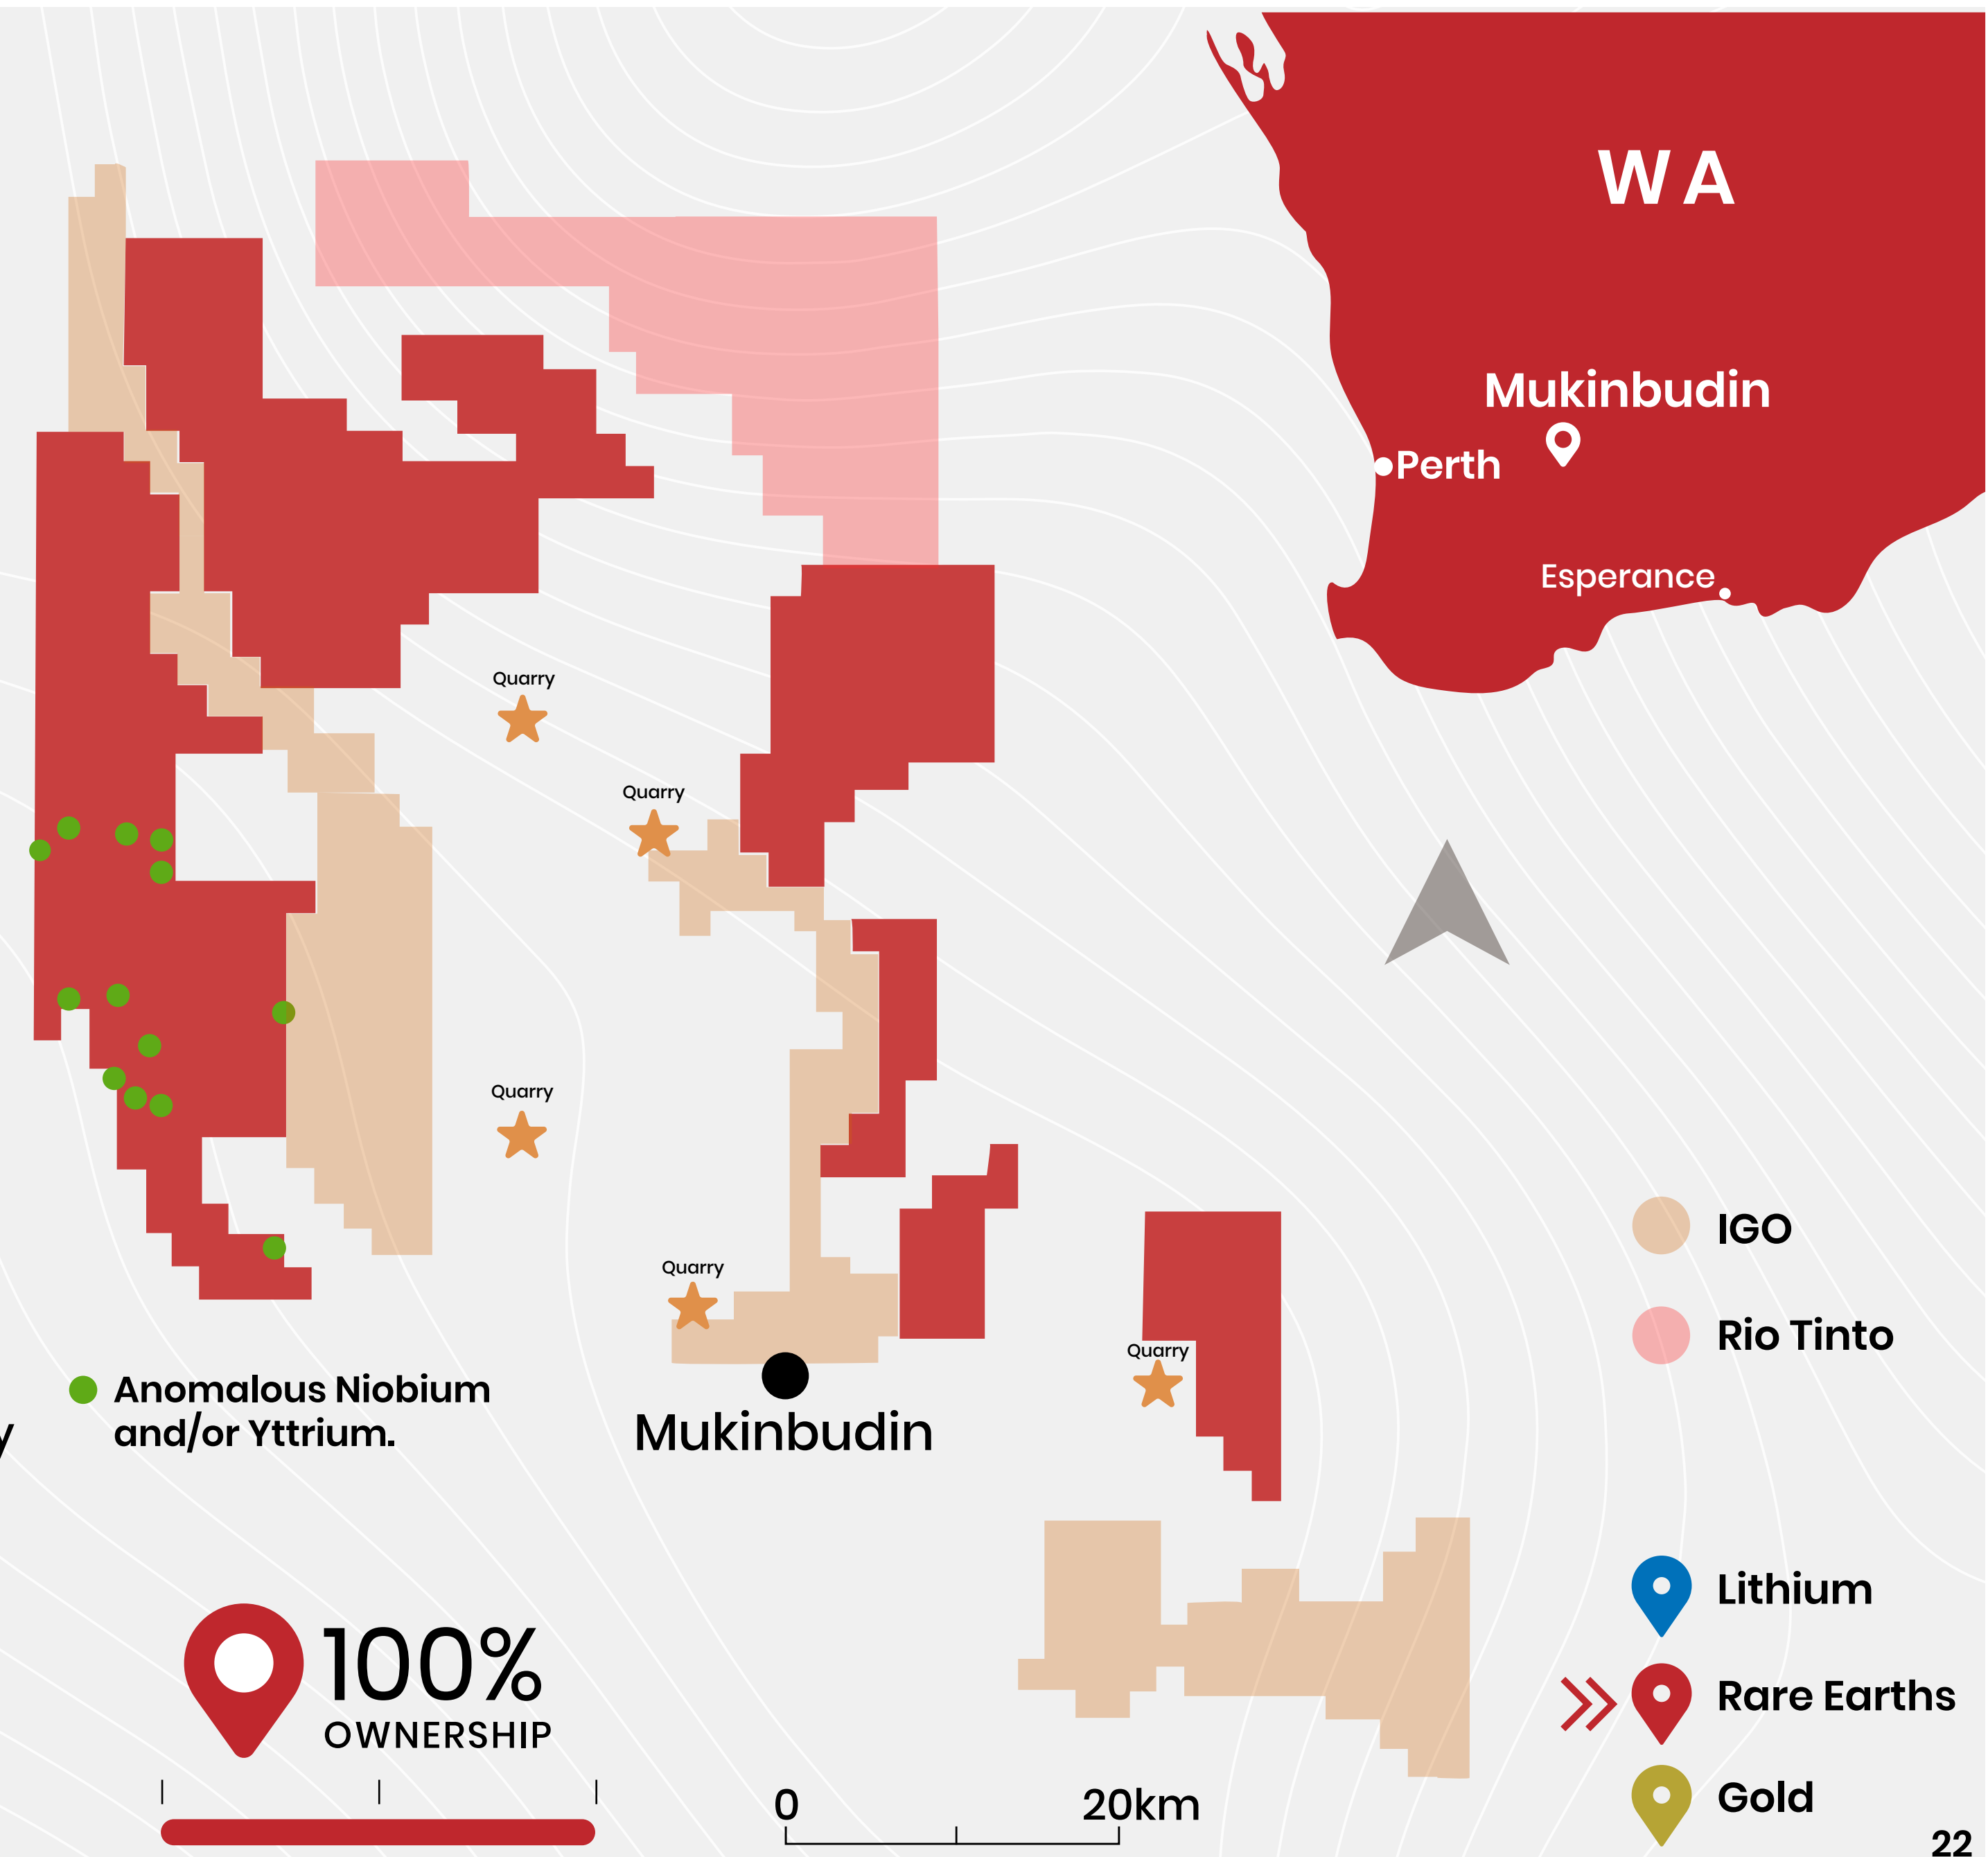 WA
Mukinbudin
Perth
Esperance
Quarry
Quarry
Quarry
Quarry
Quarry
IGO
Rio Tinto
Anomalous Niobium
and/or Yttrium.
y
Mukinbudin
Lithium
100%
OWNERSHIP
Rare Earths
Gold
0 20km
22